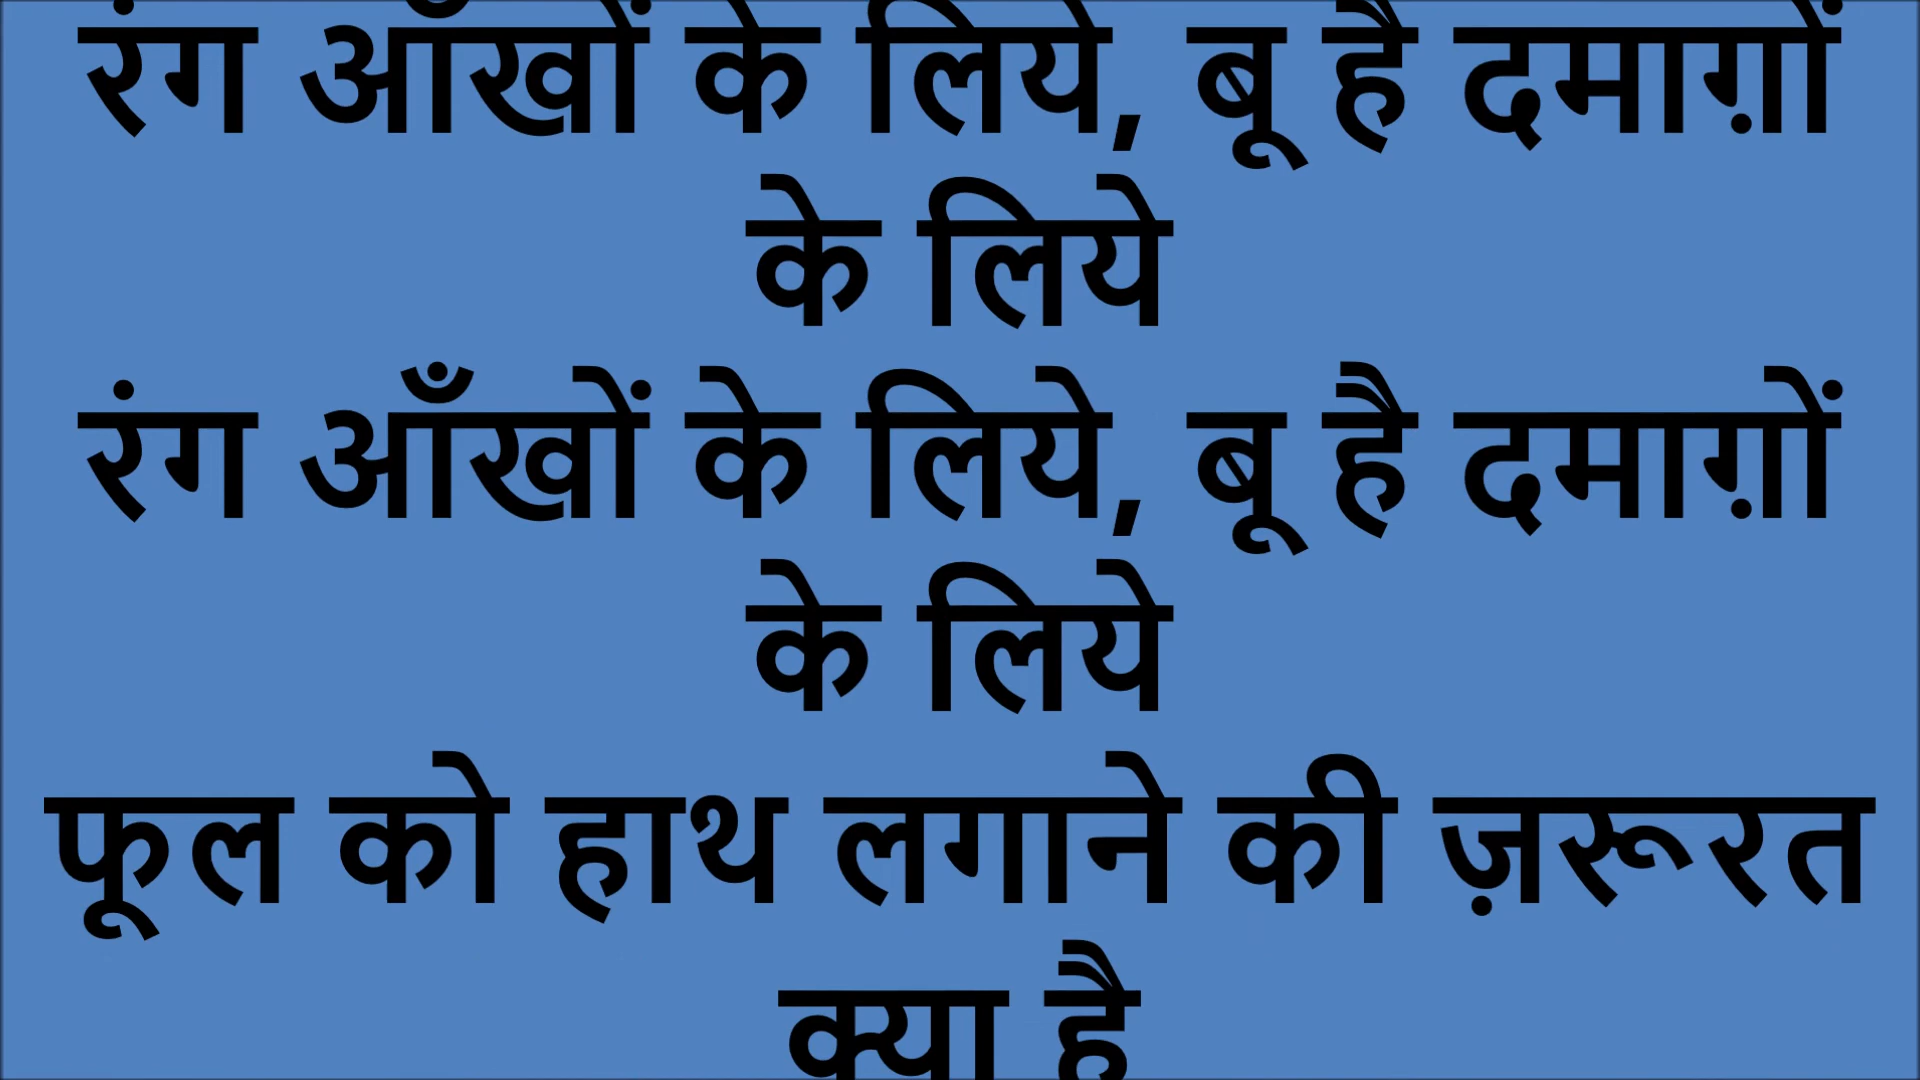 रंग आँखों के लिये, बू है दमाग़ों
के लिये
रंग आँखों के लिये, बू है दमाग़ों
के लिये
फूल को हाथ लगाने की ज़रूरत
क्या है